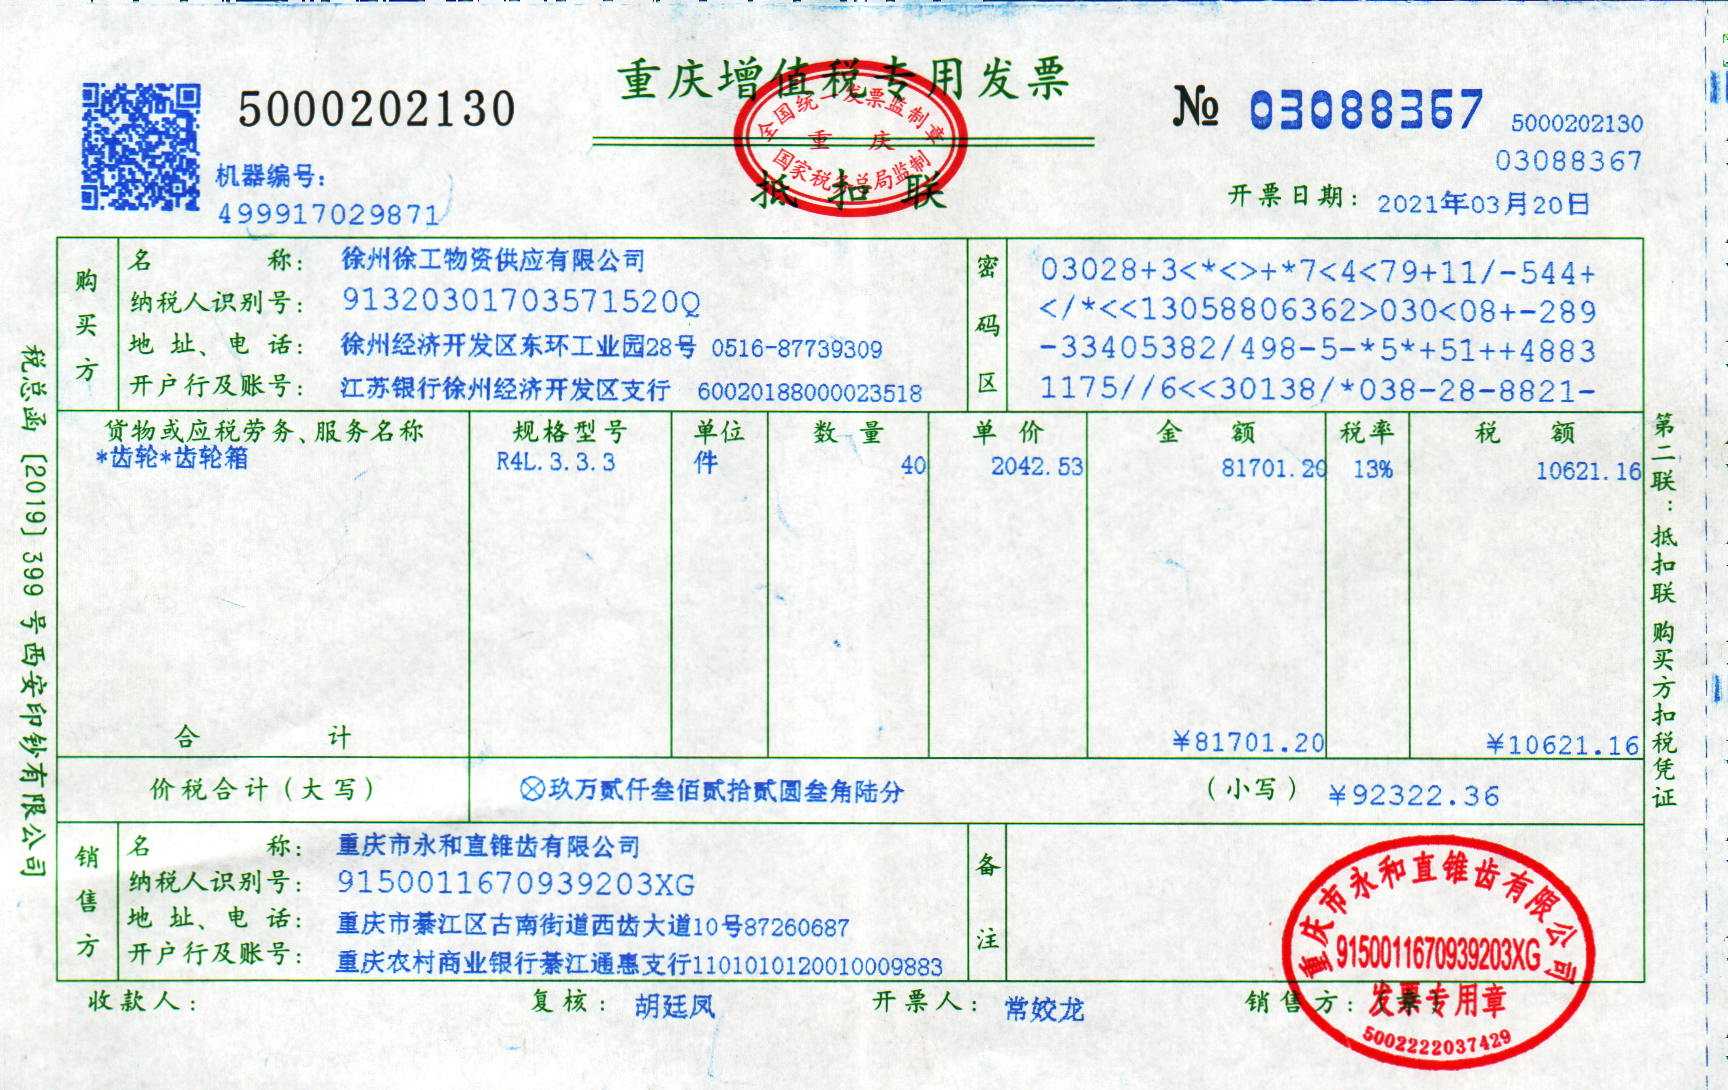 重庆增值税专用发票
5000202130
№ 03088367
5000202130
03088367
全国统一发票监制章
重庆
国家税务总局监制
抵扣联
机器编号:
499917029871
开票日期: 2021年03月20日
购买方
名称: 徐州徐工物资供应有限公司
纳税人识别号: 91320301703571520Q
地址、电话: 徐州经济开发区东环工业园28号 0516-87739309
开户行及账号: 江苏银行徐州经济开发区支行 60020188000023518
密码区
03028+3<*<>+*7<4<79+11/-544+
</*<<13058806362>030<08+-289
-33405382/498-5-*5*+51++4883
1175//6<<30138/*038-28-8821-
货物或应税劳务、服务名称 规格型号 单位 数量 单价 金额 税率 税额
*齿轮*齿轮箱 R4L.3.3.3 件 40 2042.53 81701.20 13% 10621.16
合计 ¥81701.20 ¥10621.16
价税合计(大写) ⊗玖万贰仟叁佰贰拾贰圆叁角陆分 (小写) ¥92322.36
销售方
名称: 重庆市永和直锥齿有限公司
纳税人识别号: 9150011670939203XG
地址、电话: 重庆市綦江区古南街道西齿大道10号87260687
开户行及账号: 重庆农村商业银行綦江通惠支行1101010120010009883
备注
收款人: 复核: 胡廷凤 开票人: 常姣龙 销售方:(章)
重庆市永和直锥齿有限公司
9150011670939203XG
发票专用章
5002222037429
税总函〔2019〕399号西安印钞有限公司
第二联:抵扣联 购买方扣税凭证